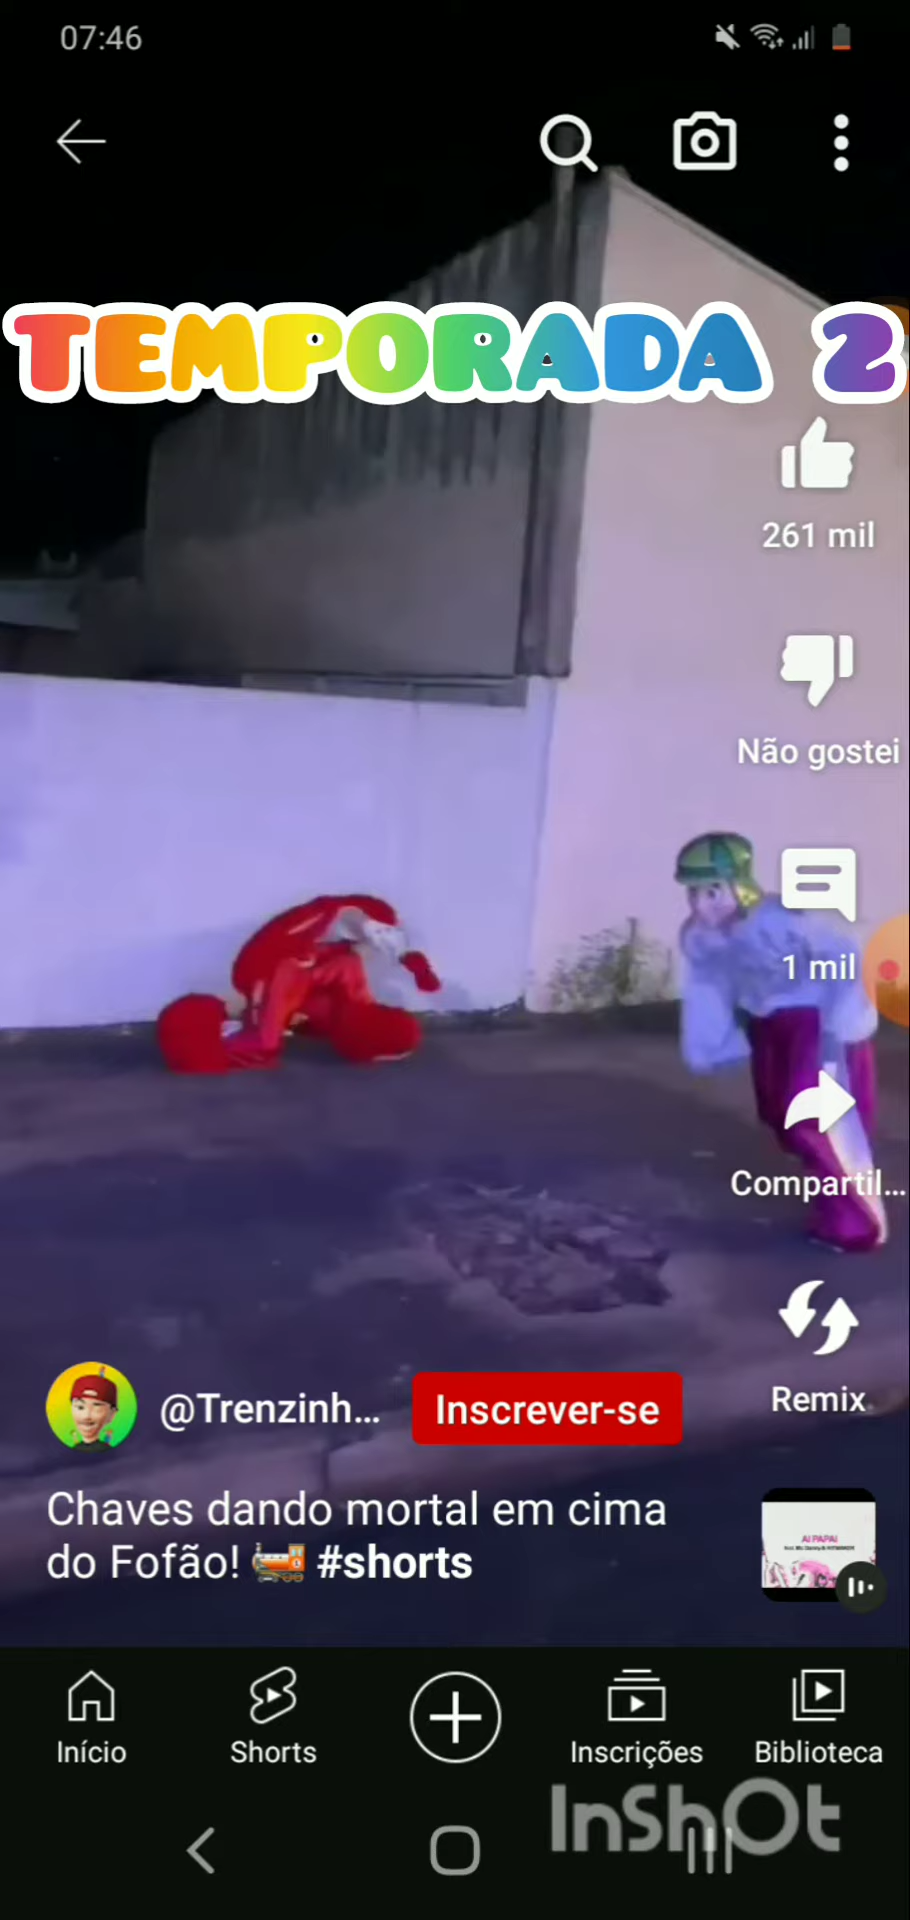 07:46
TEMPORADA 2
261 mil
Não gostei
1 mil
Compartil...
Remix
@Trenzinh... Inscrever-se
Chaves dando mortal em cima
do Fofão! #shorts
AI PAPAI
Início Shorts Inscrições Biblioteca
InShOt